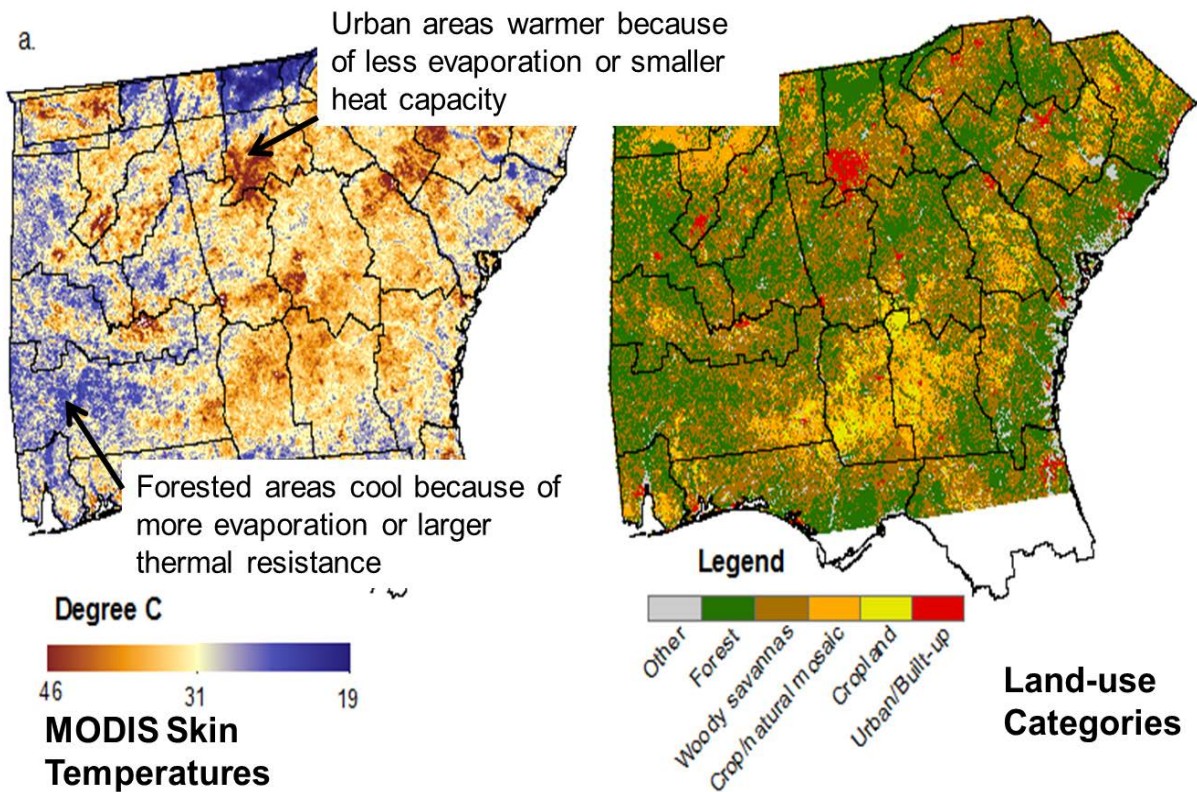 a.
Urban areas warmer because
of less evaporation or smaller
heat capacity
Forested areas cool because of
more evaporation or larger
thermal resistance
Degree C
46
31
19
MODIS Skin
Temperatures
Legend
Other
Forest
Woody savannas
Crop/natural mosaic
Cropland
Urban/Built-up
Land-use
Categories